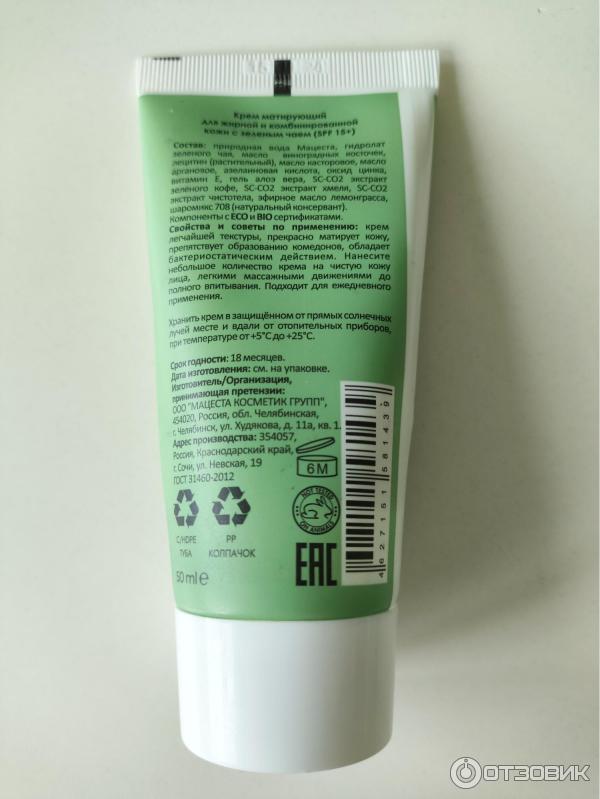 Крем матирующий
для жирной и комбинированной
кожи с зеленым чаем (SPF 15+)
Состав: природная вода Мацеста, гидролат
зеленого чая, масло виноградных косточек,
лецитин (растительный), масло касторовое, масло
аргановое, азелаиновая кислота, оксид цинка,
витамин Е, гель алоэ вера, SC-CO2 экстракт
зелёного кофе, SC-CO2 экстракт хмеля, SC-CO2
экстракт чистотела, эфирное масло лемонграсса,
шаромикс 708 (натуральный консервант).
Компоненты с ECO и BIO сертификатами.
Свойства и советы по применению: крем
легчайшей текстуры, прекрасно матирует кожу,
препятствует образованию комедонов, обладает
бактериостатическим действием. Нанесите
небольшое количество крема на чистую кожу
лица, легкими массажными движениями до
полного впитывания. Подходит для ежедневного
применения.
Хранить крем в защищённом от прямых солнечных
лучей месте и вдали от отопительных приборов,
при температуре от +5°С до +25°С.
Срок годности: 18 месяцев.
Дата изготовления: см. на упаковке.
Изготовитель/Организация,
принимающая претензии:
ООО "МАЦЕСТА КОСМЕТИК ГРУПП",
454020, Россия, обл. Челябинская,
г. Челябинск, ул. Худякова, д. 11а, кв. 1.
Адрес производства: 354057,
Россия, Краснодарский край,
г. Сочи, ул. Невская, 19
ГОСТ 31460-2012
6M
NOT TESTED
ON ANIMALS
C/HDPE
ТУБА
PP
КОЛПАЧОК
50 ml e
EAC
4 627151 581439
ОТЗОВИК